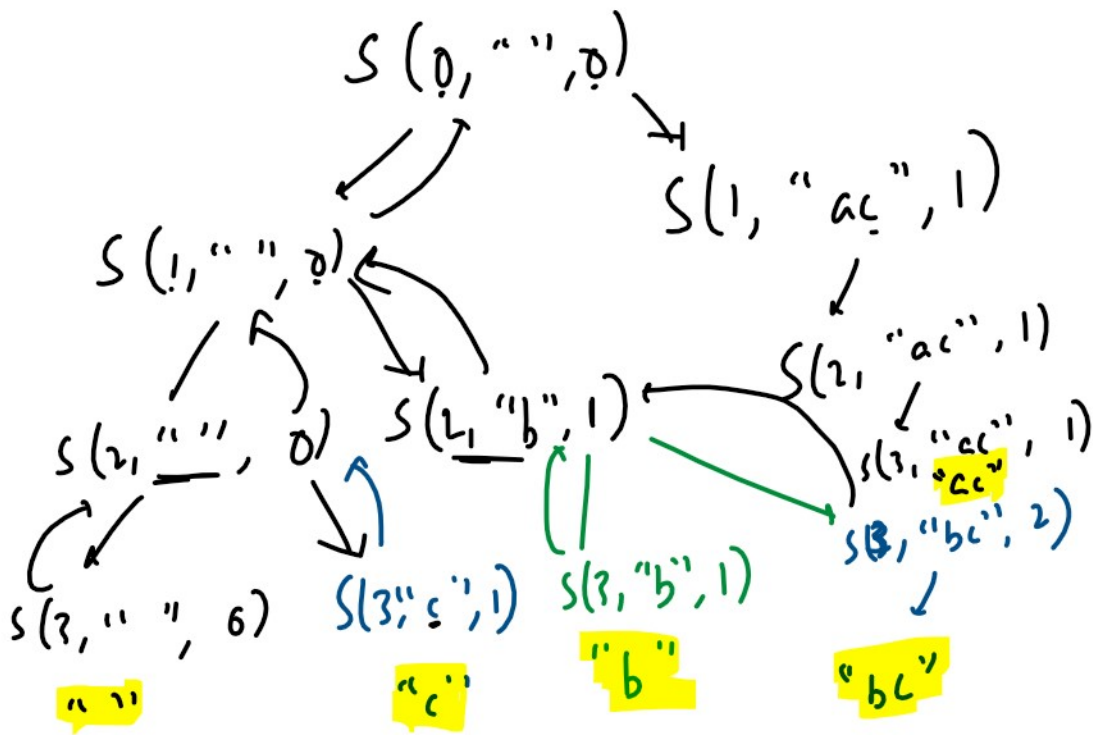 S(0, “ ”, 0)
S(1, “ac”, 1)
S(1, “ ”, 0)
S(2, “ac”, 1)
S(2, “ ”, 0)
S(2, “b”, 1)
S(3, “ac”, 1)
“ac”
S(3, “bc”, 2)
S(3, “ ”, 0)
S(3“c”, 1)
S(3, “b”, 1)
“ ”
“c”
“b”
“bc”